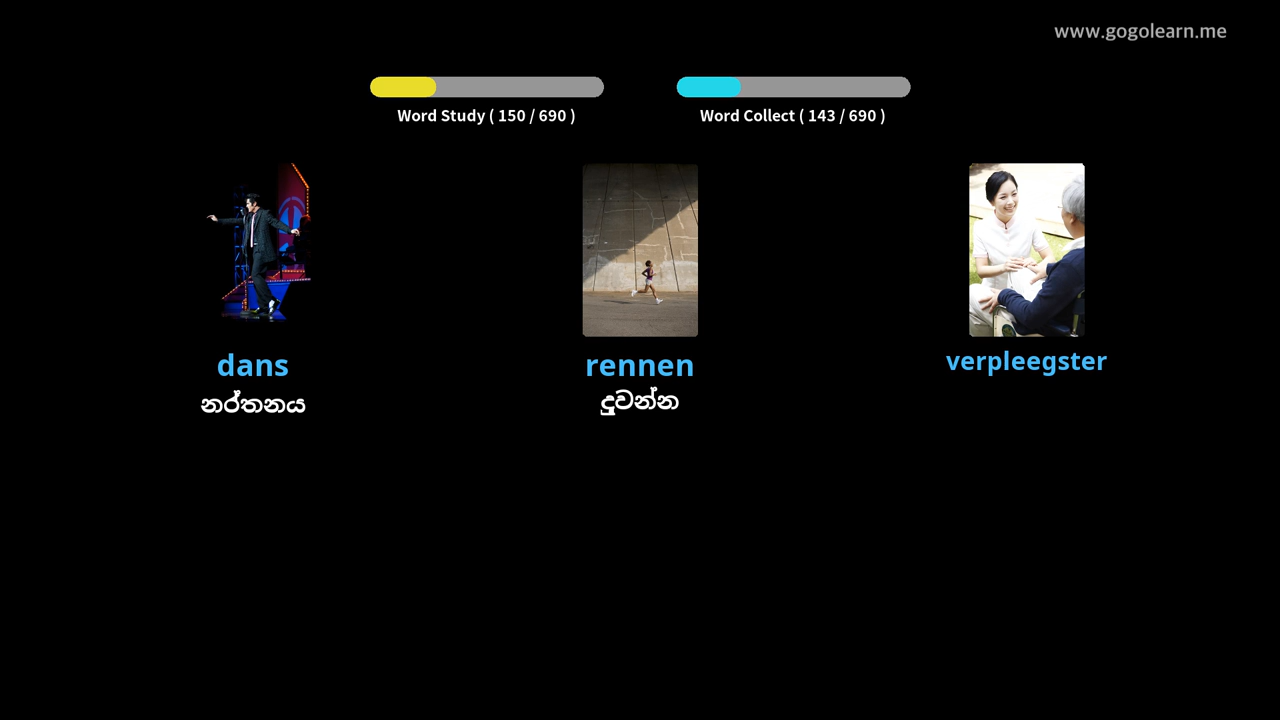 www.gogolearn.me
Word Study ( 150 / 690 )
Word Collect ( 143 / 690 )
dans
නර්තනය
rennen
දුවන්න
verpleegster